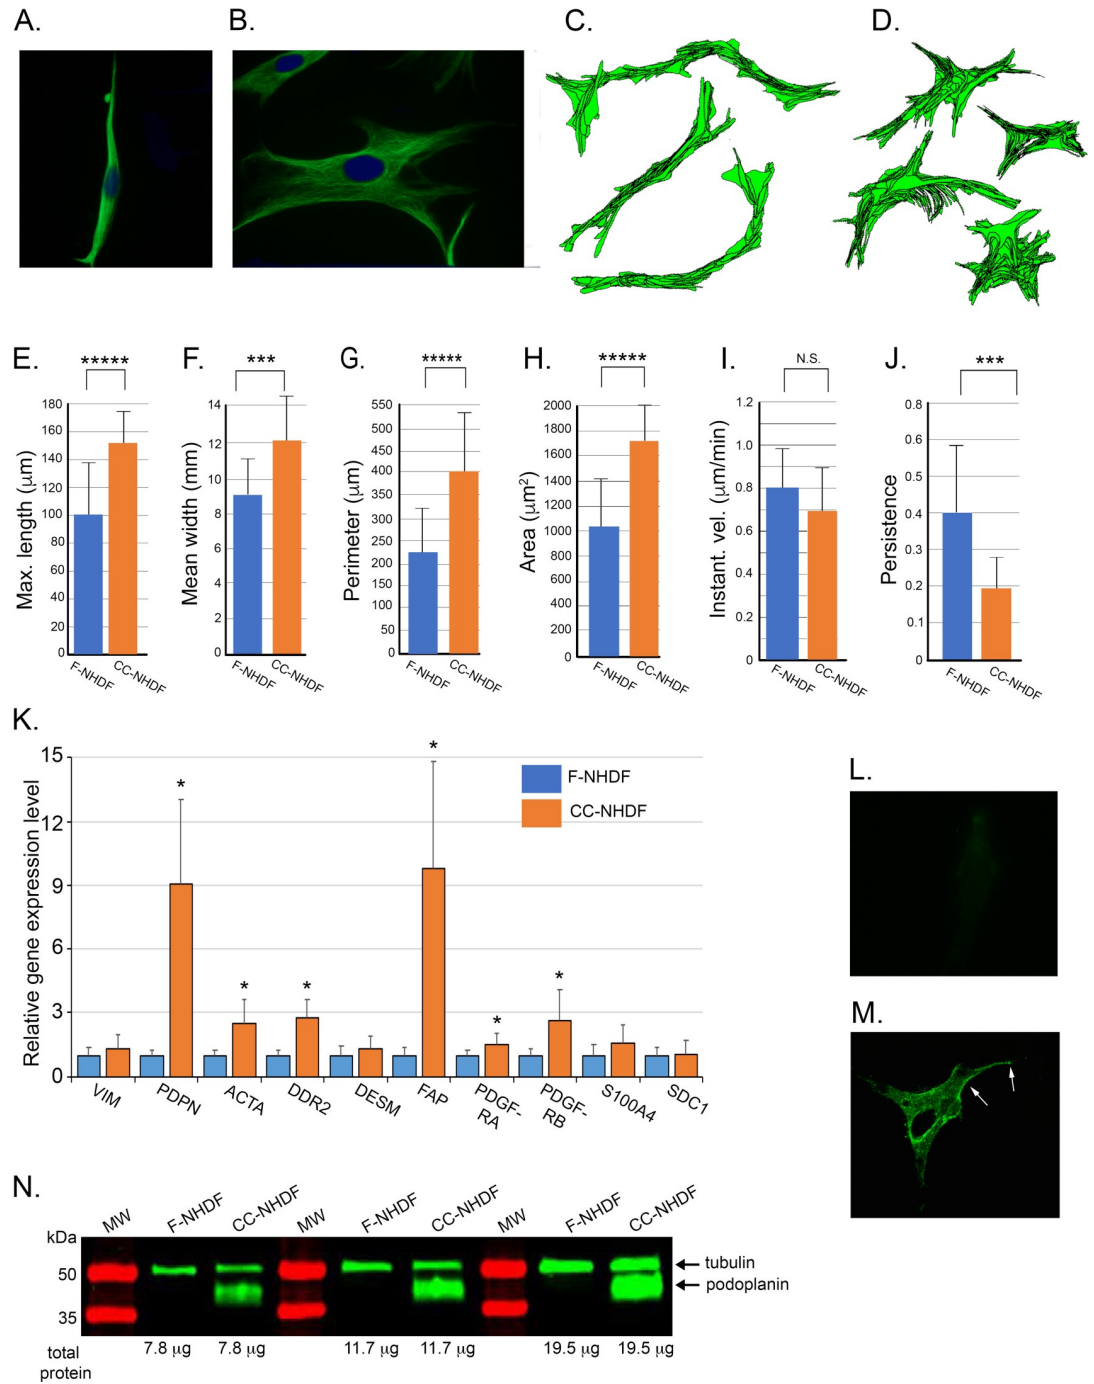 A.
B.
C.
D.
E.
*****
Max. length (μm)
180
160
140
120
100
80
60
40
20
0
F-NHDF
CC-NHDF
F.
***
Mean width (mm)
14
12
10
8
6
4
2
0
F-NHDF
CC-NHDF
G.
*****
Perimeter (μm)
550
500
450
400
350
300
250
200
150
100
50
0
F-NHDF
CC-NHDF
H.
*****
Area (μm²)
2000
1800
1600
1400
1200
1000
800
600
400
200
0
F-NHDF
CC-NHDF
I.
N.S.
Instant. vel. (μm/min)
1.2
1.0
0.8
0.6
0.4
0.2
0
F-NHDF
CC-NHDF
J.
***
Persistence
0.8
0.6
0.4
0.3
0.2
0.1
0
F-NHDF
CC-NHDF
K.
Relative gene expression level
15
12
9
6
3
0
* * * * * *
F-NHDF
CC-NHDF
VIM
PDPN
ACTA
DDR2
DESM
FAP
PDGF-
RA
PDGF-
RB
S100A4
SDC1
L.
M.
N.
MW F-NHDF CC-NHDF MW F-NHDF CC-NHDF MW F-NHDF CC-NHDF
kDa
50
35
tubulin
podoplanin
total
protein
7.8 μg 7.8 μg 11.7 μg 11.7 μg 19.5 μg 19.5 μg